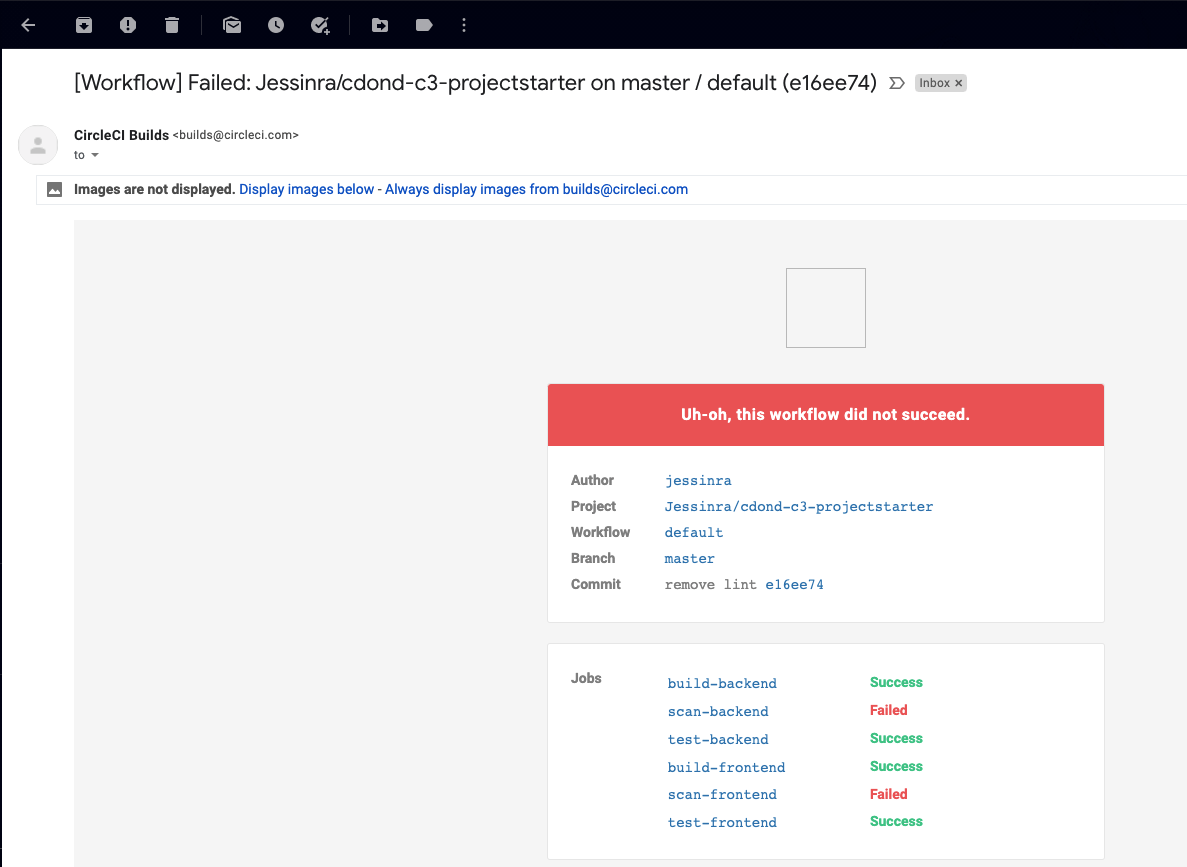 [Workflow] Failed: Jessinra/cdond-c3-projectstarter on master / default (e16ee74) Inbox ×
CircleCI Builds <builds@circleci.com>
to
Images are not displayed. Display images below - Always display images from builds@circleci.com
Uh-oh, this workflow did not succeed.
Author jessinra
Project Jessinra/cdond-c3-projectstarter
Workflow default
Branch master
Commit remove lint e16ee74
Jobs build-backend Success
scan-backend Failed
test-backend Success
build-frontend Success
scan-frontend Failed
test-frontend Success